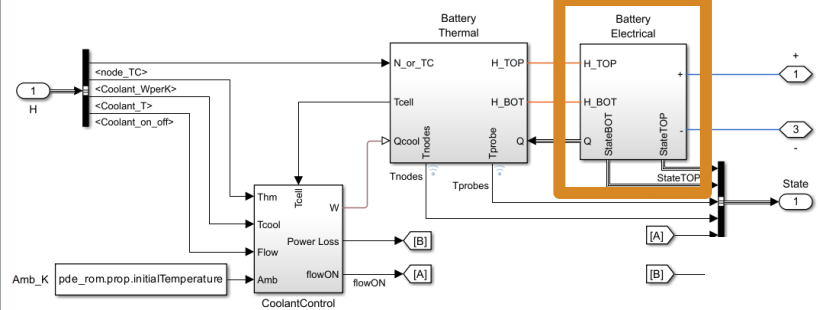 Battery
Thermal
Battery
Electrical
+
1
H
<node_TC>
<Coolant_WperK>
<Coolant_T>
<Coolant_on_off>
N_or_TC
Tcell
Qcool
Tnodes
H_TOP
H_BOT
Tprobe
Q
H_TOP
H_BOT
Q
StateBOT
StateTOP
+
-
1
3
-
Tnodes
Tprobes
StateTOP
State
1
Thm
Tcool
Flow
Amb
Tcell
W
Power Loss
flowON
[B]
[A]
flowON
[A]
[B]
Amb_K
pde_rom.prop.initialTemperature
CoolantControl